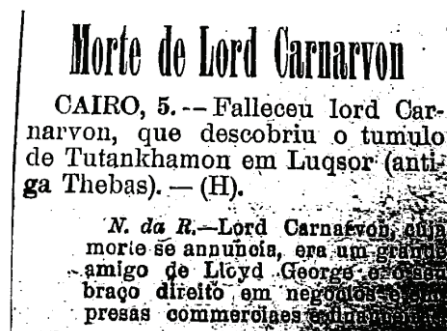 Morte de Lord Carnarvon
CAIRO, 5. — Falleceu lord Car-
narvon, que descobriu o tumulo
de Tutankhamon em Luqsor (anti-
ga Thebas). — (H).
N. da R.—Lord Carnarvon, cuja
morte se annuncia, era um grande
amigo de Lloyd George e o seu
braço direito em negocios e em-
presas commerciaes